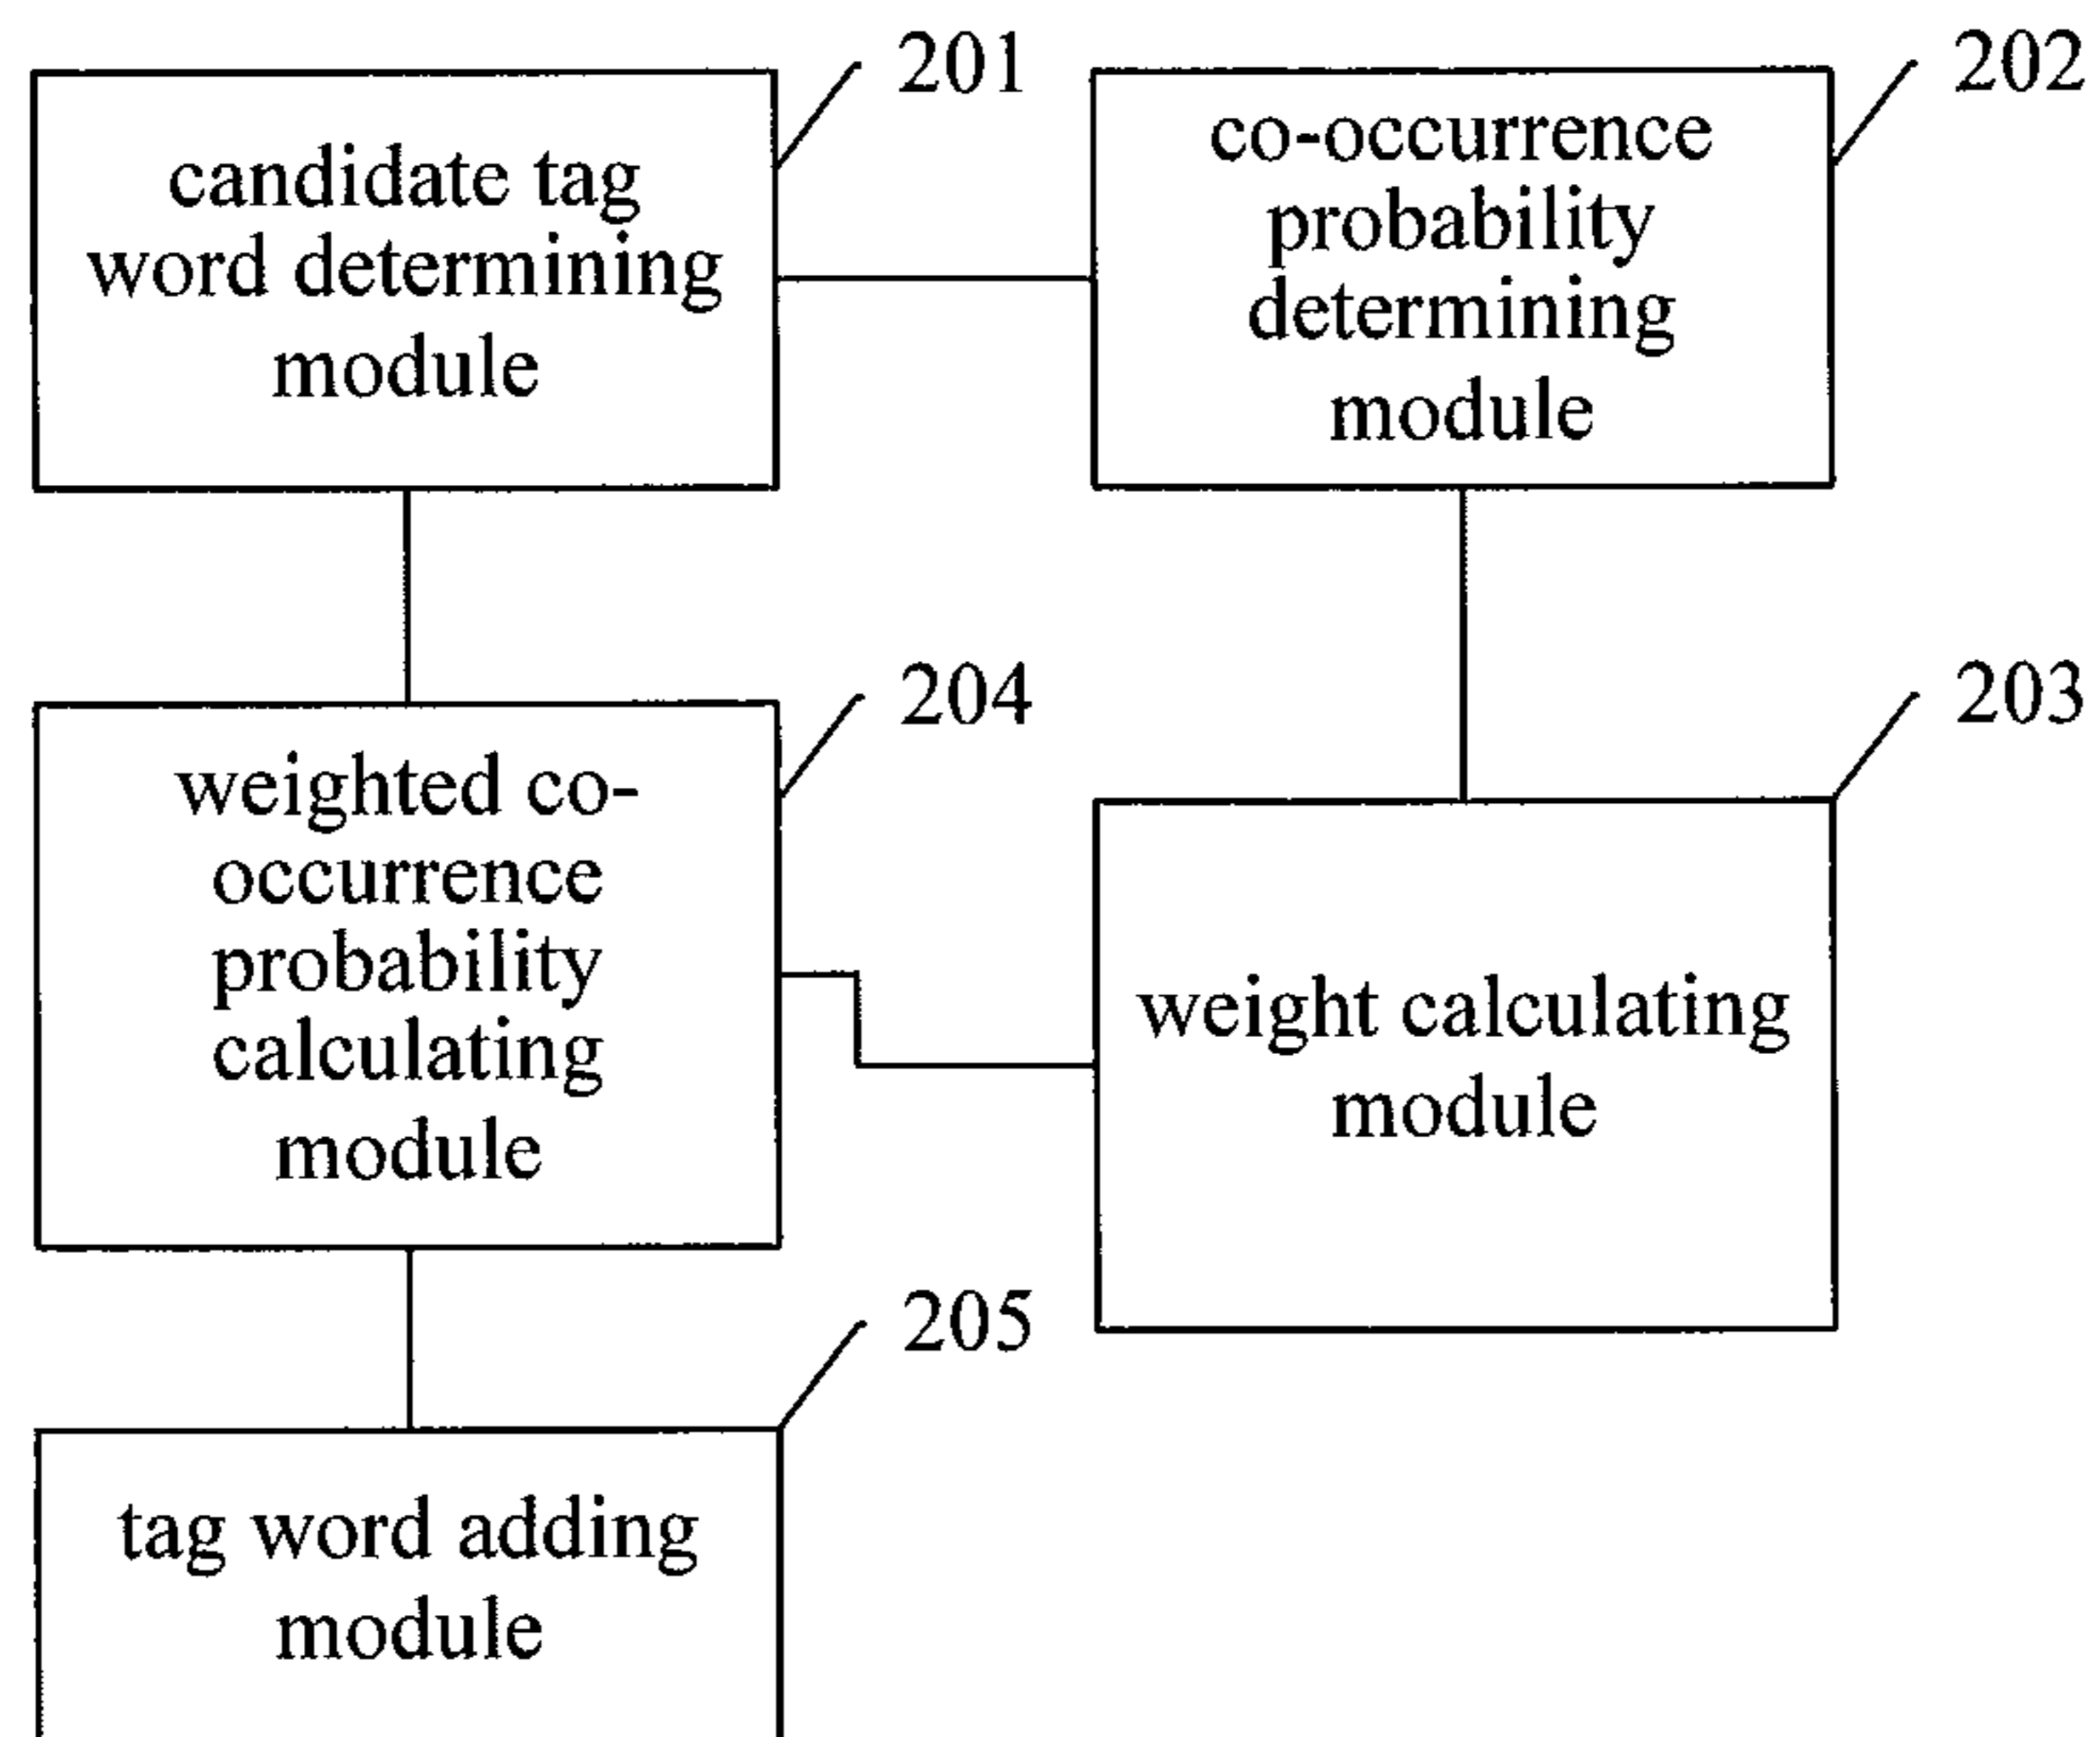 201
candidate tag
word determining
module
202
co-occurrence
probability
determining
module
204
weighted co-
occurrence
probability
calculating
module
203
weight calculating
module
205
tag word adding
module